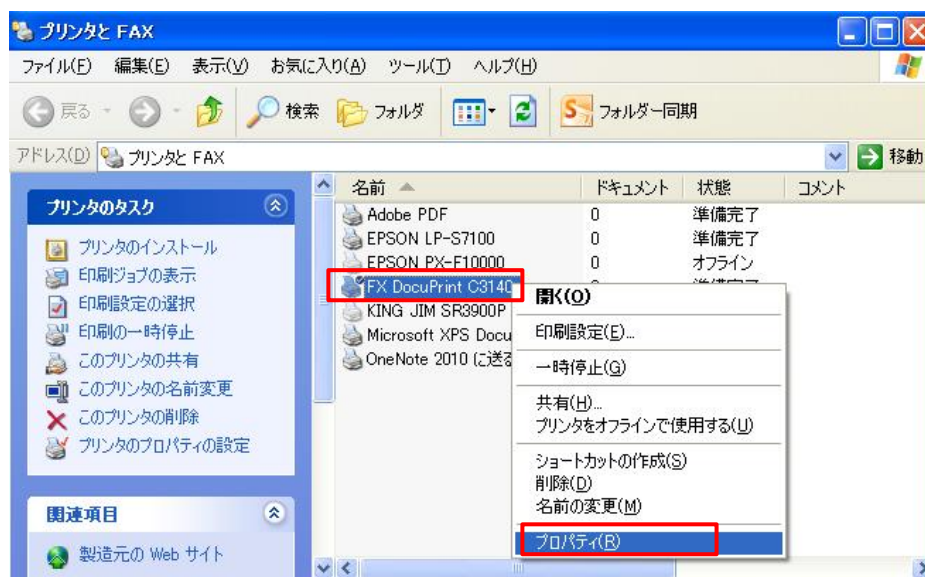 プリンタと FAX
ファイル(F) 編集(E) 表示(V) お気に入り(A) ツール(T) ヘルプ(H)
戻る 検索 フォルダ フォルダー同期
アドレス(D) プリンタと FAX 移動
プリンタのタスク
プリンタのインストール
印刷ジョブの表示
印刷設定の選択
印刷の一時停止
このプリンタの共有
このプリンタの名前変更
このプリンタの削除
プリンタのプロパティの設定
関連項目
製造元の Web サイト
名前 ドキュメント 状態 コメント
Adobe PDF 0 準備完了
EPSON LP-S7100 0 準備完了
EPSON PX-F10000 0 オフライン
FX DocuPrint C3140
KING JIM SR3900P
Microsoft XPS Docu
OneNote 2010 に送る
開く(O)
印刷設定(E)...
一時停止(G)
共有(H)...
プリンタをオフラインで使用する(U)
ショートカットの作成(S)
削除(D)
名前の変更(M)
プロパティ(R)